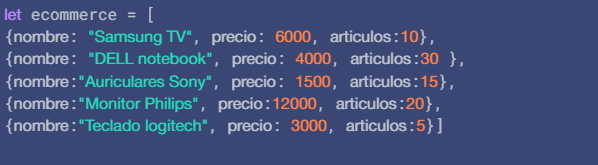 let ecommerce = [
{nombre: "Samsung TV", precio: 6000, articulos:10},
{nombre: "DELL notebook", precio: 4000, articulos:30 },
{nombre:"Auriculares Sony", precio: 1500, articulos:15},
{nombre:"Monitor Philips", precio:12000, articulos:20},
{nombre:"Teclado logitech", precio: 3000, articulos:5}]